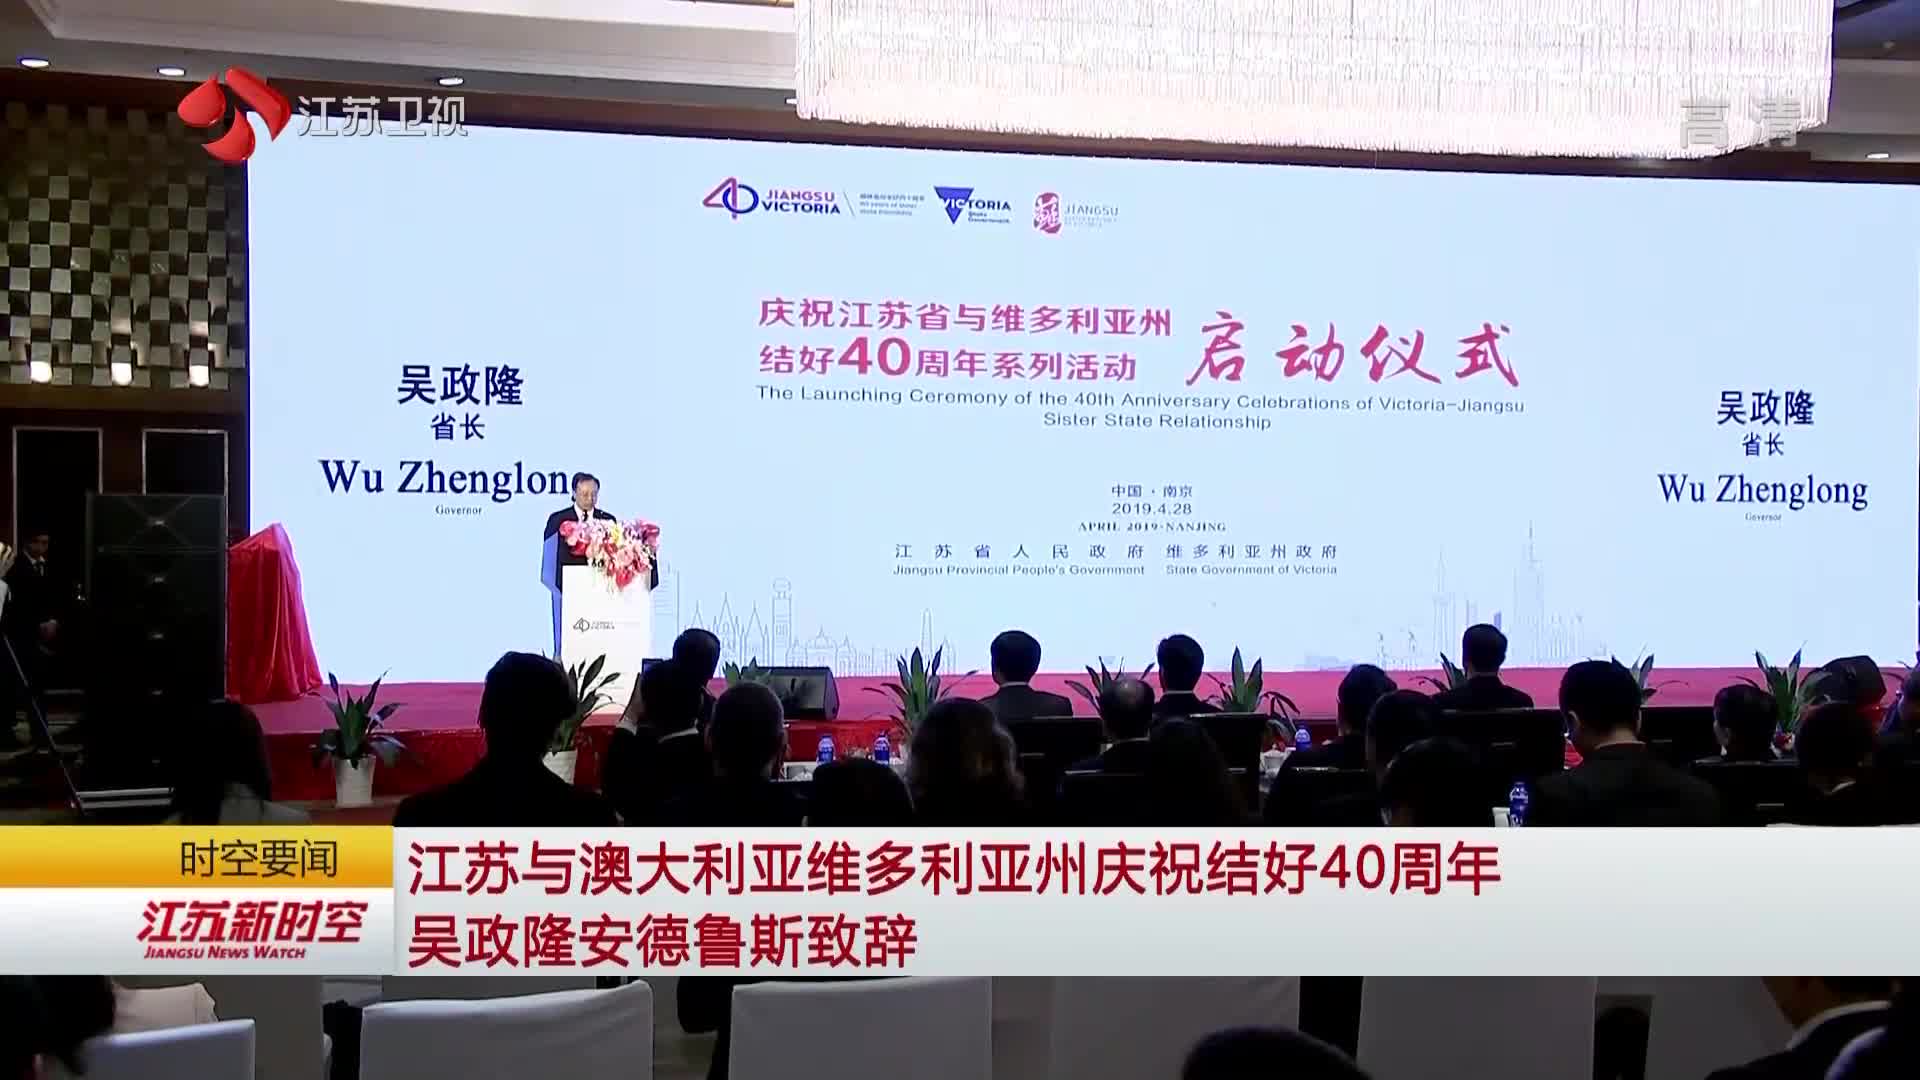 江苏卫视
高清
40 JIANGSU VICTORIA
VICTORIA
State Government
JIANGSU
庆祝江苏省与维多利亚州
结好40周年系列活动
启动仪式
The Launching Ceremony of the 40th Anniversary Celebrations of Victoria-Jiangsu
Sister State Relationship
吴政隆
省长
Wu Zhenglong
Governor
吴政隆
省长
Wu Zhenglong
Governor
中国·南京
2019.4.28
APRIL 2019·NANJING
江苏省人民政府 维多利亚州政府
Jiangsu Provincial People's Government State Government of Victoria
40
VICTORIA
时空要闻
江苏新时空
JIANGSU NEWS WATCH
江苏与澳大利亚维多利亚州庆祝结好40周年
吴政隆安德鲁斯致辞